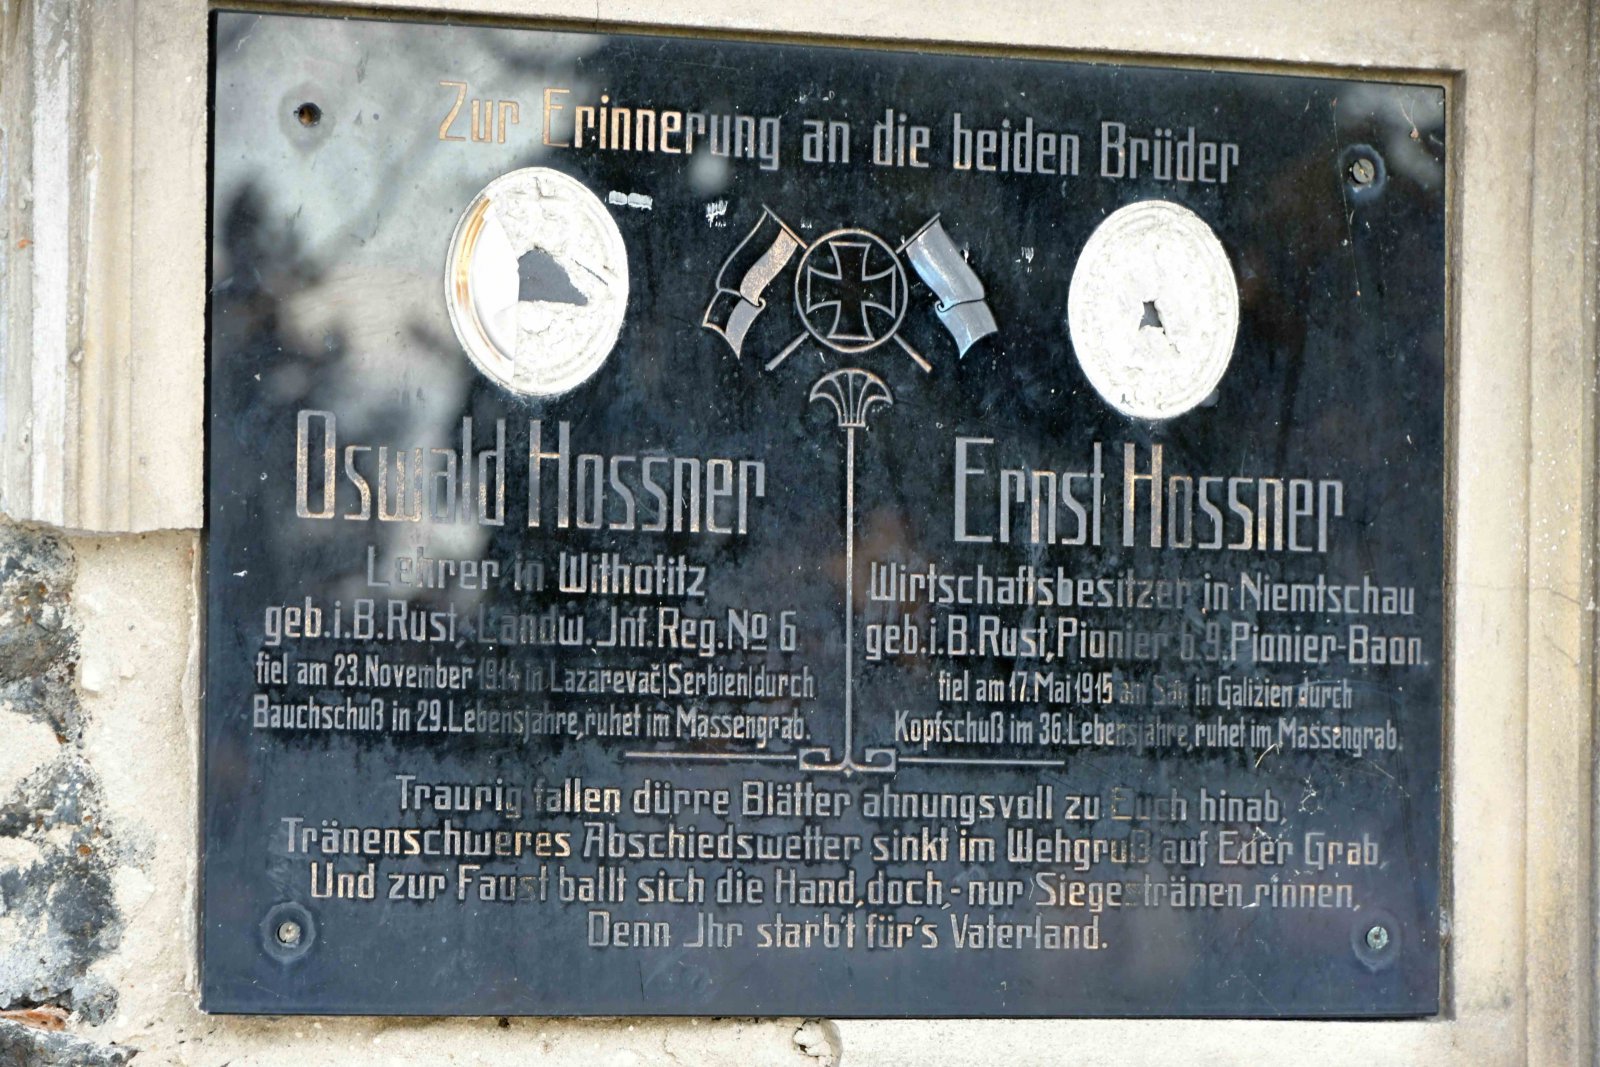 Zur Erinnerung an die beiden Brüder
Oswald Hossner
Lehrer in Withotitz
geb. i. B. Rust, Landw. Jnf. Reg. No 6
fiel am 23. November 1914 in Lazarevač|Serbien|durch
Bauchschuß in 29. Lebensjahre, ruhet im Massengrab.
Ernst Hossner
Wirtschaftsbesitzer in Niemtschau
geb. i. B. Rust, Pionier b. 9. Pionier-Baon.
fiel am 17. Mai 1915 am San in Galizien durch
Kopfschuß im 36. Lebensjahre, ruhet im Massengrab.
Traurig fallen dürre Blätter ahnungsvoll zu Euch hinab,
Tränenschweres Abschiedswetter sinkt im Wehgruß auf Euer Grab,
Und zur Faust ballt sich die Hand, doch,- nur Siegestränen rinnen,
Denn Jhr starb't für's Vaterland.